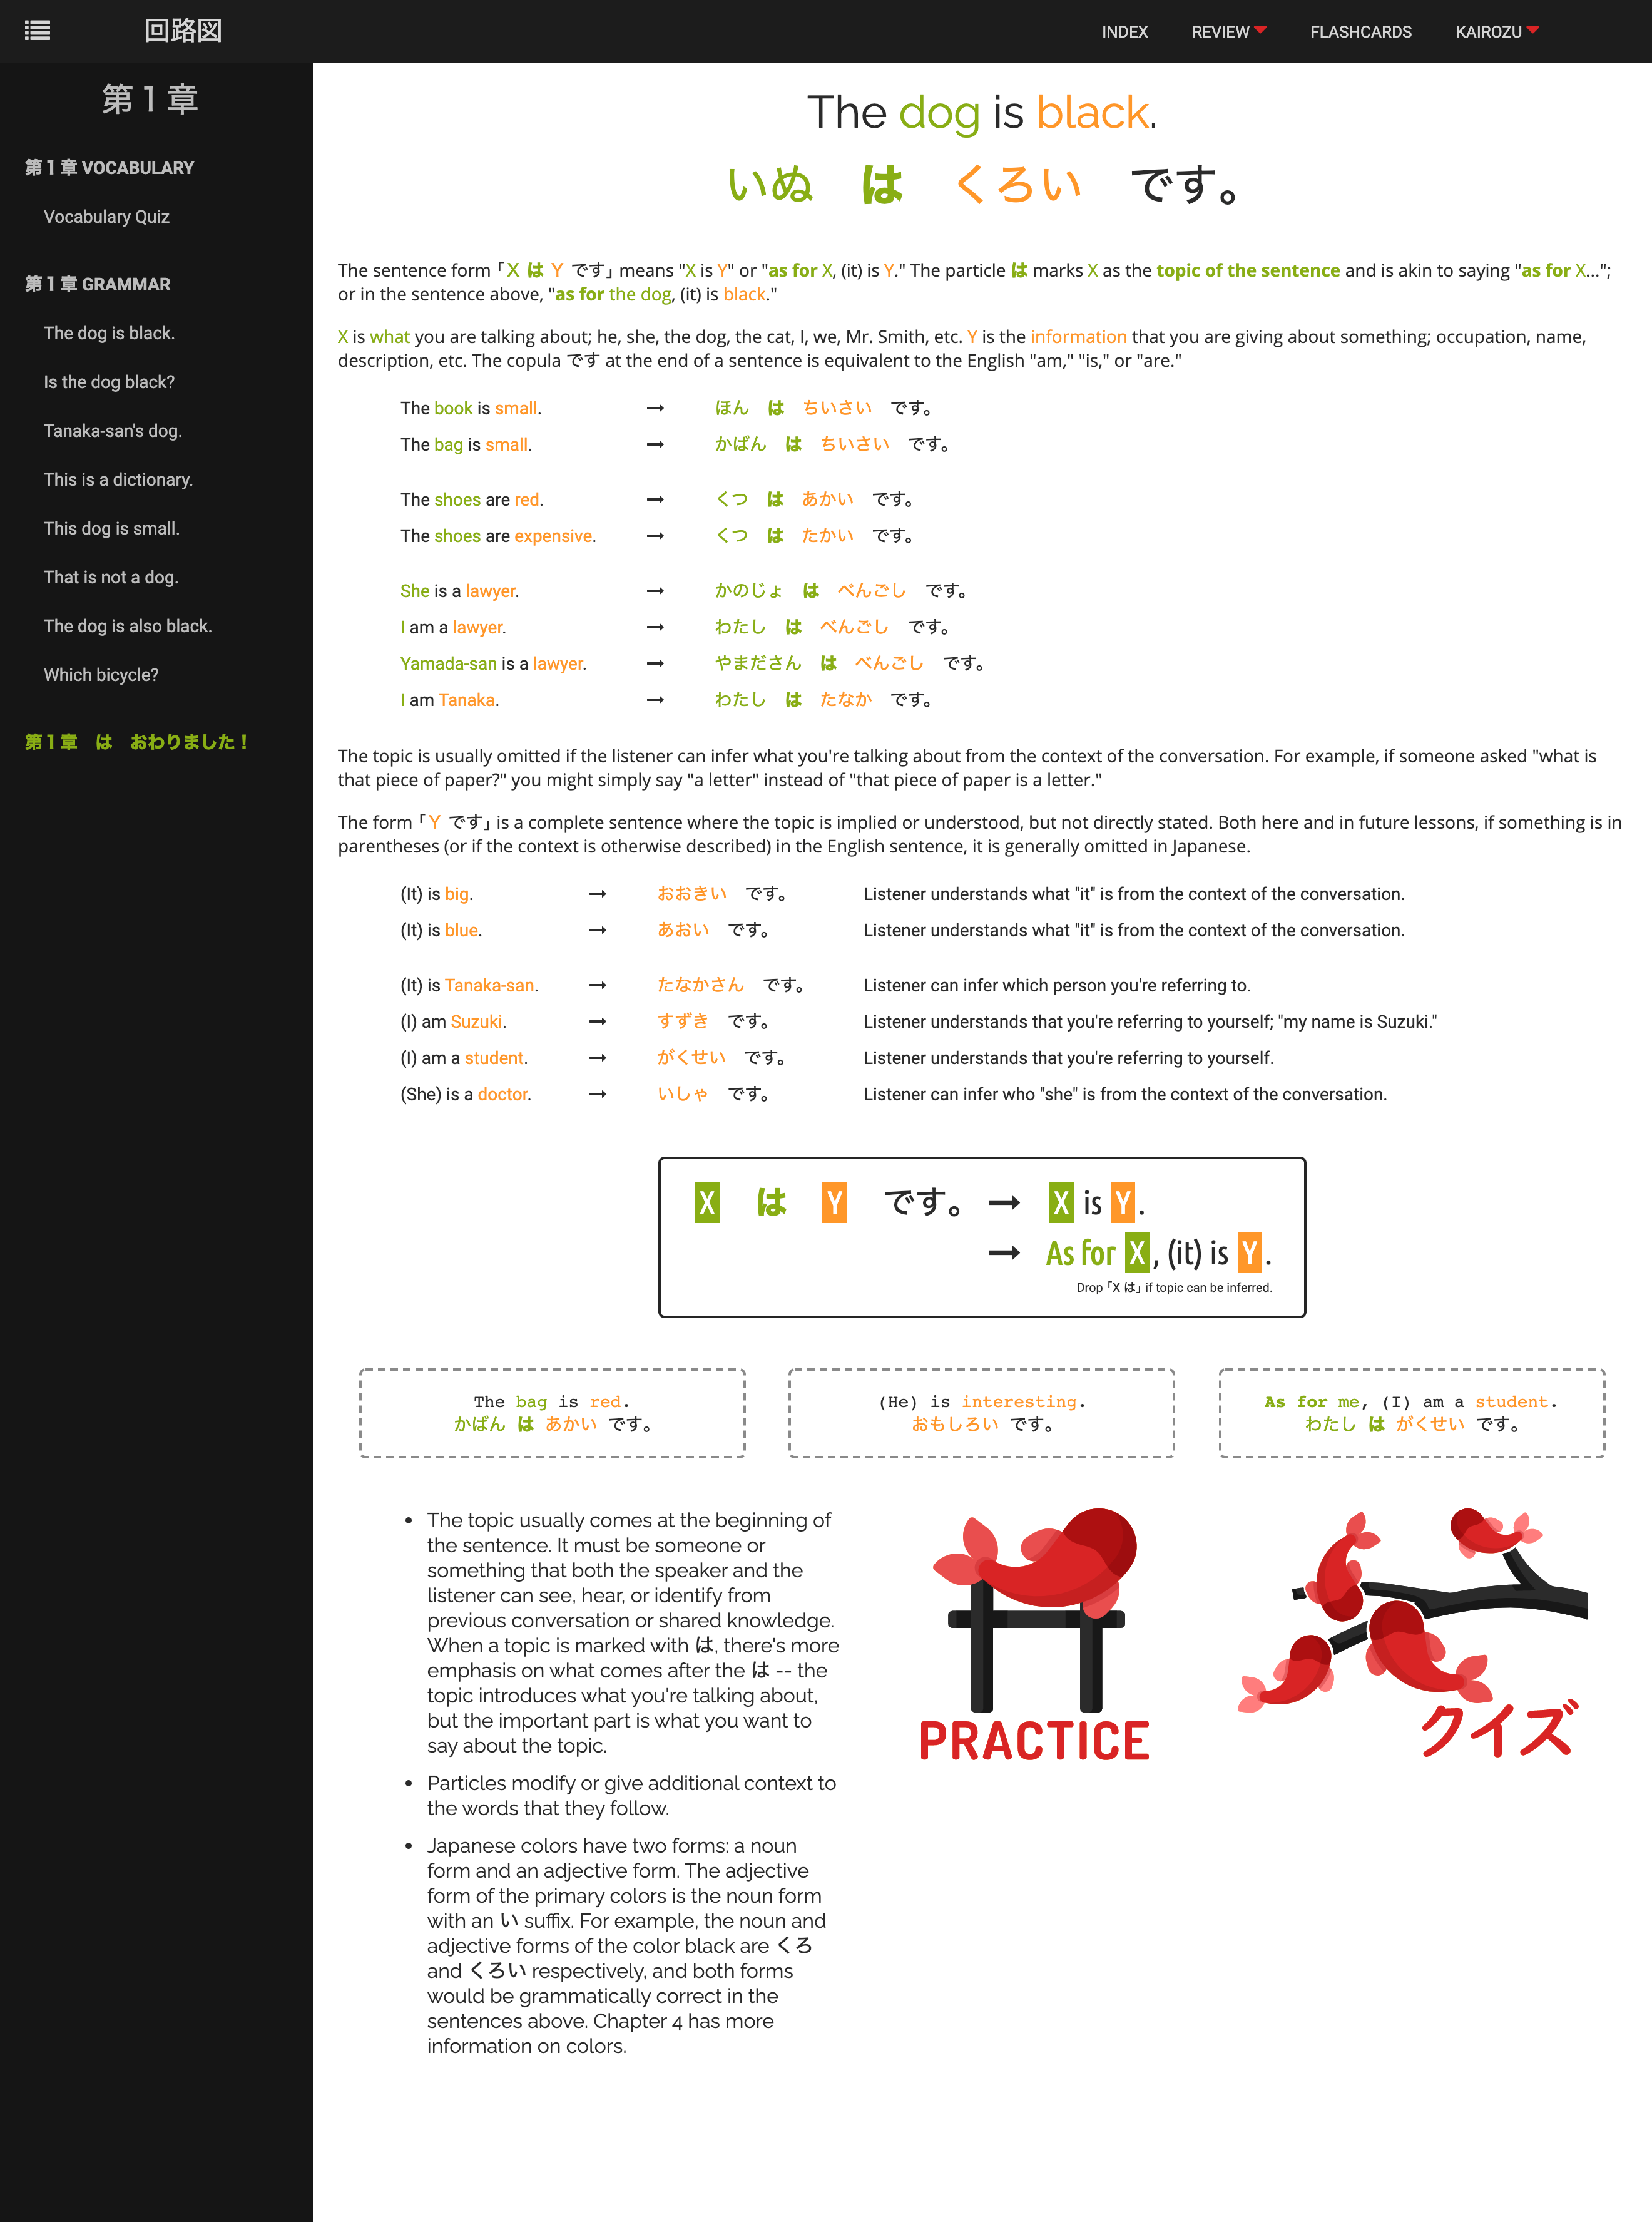 回路図
INDEX
REVIEW
FLASHCARDS
KAIROZU
第１章
第１章 VOCABULARY
Vocabulary Quiz
第１章 GRAMMAR
The dog is black.
Is the dog black?
Tanaka-san's dog.
This is a dictionary.
This dog is small.
That is not a dog.
The dog is also black.
Which bicycle?
第１章　は　おわりました！
The dog is black.
いぬ　は　くろい　です。
The sentence form「X は Y です」means "X is Y" or "as for X, (it) is Y." The particle は marks X as the topic of the sentence and is akin to saying "as for X...";
or in the sentence above, "as for the dog, (it) is black."
X is what you are talking about; he, she, the dog, the cat, I, we, Mr. Smith, etc. Y is the information that you are giving about something; occupation, name,
description, etc. The copula です at the end of a sentence is equivalent to the English "am," "is," or "are."
The book is small. → ほん　は　ちいさい　です。
The bag is small. → かばん　は　ちいさい　です。
The shoes are red. → くつ　は　あかい　です。
The shoes are expensive. → くつ　は　たかい　です。
She is a lawyer. → かのじょ　は　べんごし　です。
I am a lawyer. → わたし　は　べんごし　です。
Yamada-san is a lawyer. → やまださん　は　べんごし　です。
I am Tanaka. → わたし　は　たなか　です。
The topic is usually omitted if the listener can infer what you're talking about from the context of the conversation. For example, if someone asked "what is
that piece of paper?" you might simply say "a letter" instead of "that piece of paper is a letter."
The form「Y です」is a complete sentence where the topic is implied or understood, but not directly stated. Both here and in future lessons, if something is in
parentheses (or if the context is otherwise described) in the English sentence, it is generally omitted in Japanese.
(It) is big. → おおきい　です。 Listener understands what "it" is from the context of the conversation.
(It) is blue. → あおい　です。 Listener understands what "it" is from the context of the conversation.
(It) is Tanaka-san. → たなかさん　です。 Listener can infer which person you're referring to.
(I) am Suzuki. → すずき　です。 Listener understands that you're referring to yourself; "my name is Suzuki."
(I) am a student. → がくせい　です。 Listener understands that you're referring to yourself.
(She) is a doctor. → いしゃ　です。 Listener can infer who "she" is from the context of the conversation.
X　は　Y　です。 → X is Y.
→ As for X, (it) is Y.
Drop「X は」if topic can be inferred.
The bag is red.
かばん は あかい です。
(He) is interesting.
おもしろい です。
As for me, (I) am a student.
わたし は がくせい です。
• The topic usually comes at the beginning of
the sentence. It must be someone or
something that both the speaker and the
listener can see, hear, or identify from
previous conversation or shared knowledge.
When a topic is marked with は, there's more
emphasis on what comes after the は -- the
topic introduces what you're talking about,
but the important part is what you want to
say about the topic.
• Particles modify or give additional context to
the words that they follow.
• Japanese colors have two forms: a noun
form and an adjective form. The adjective
form of the primary colors is the noun form
with an い suffix. For example, the noun and
adjective forms of the color black are くろ
and くろい respectively, and both forms
would be grammatically correct in the
sentences above. Chapter 4 has more
information on colors.
PRACTICE
クイズ